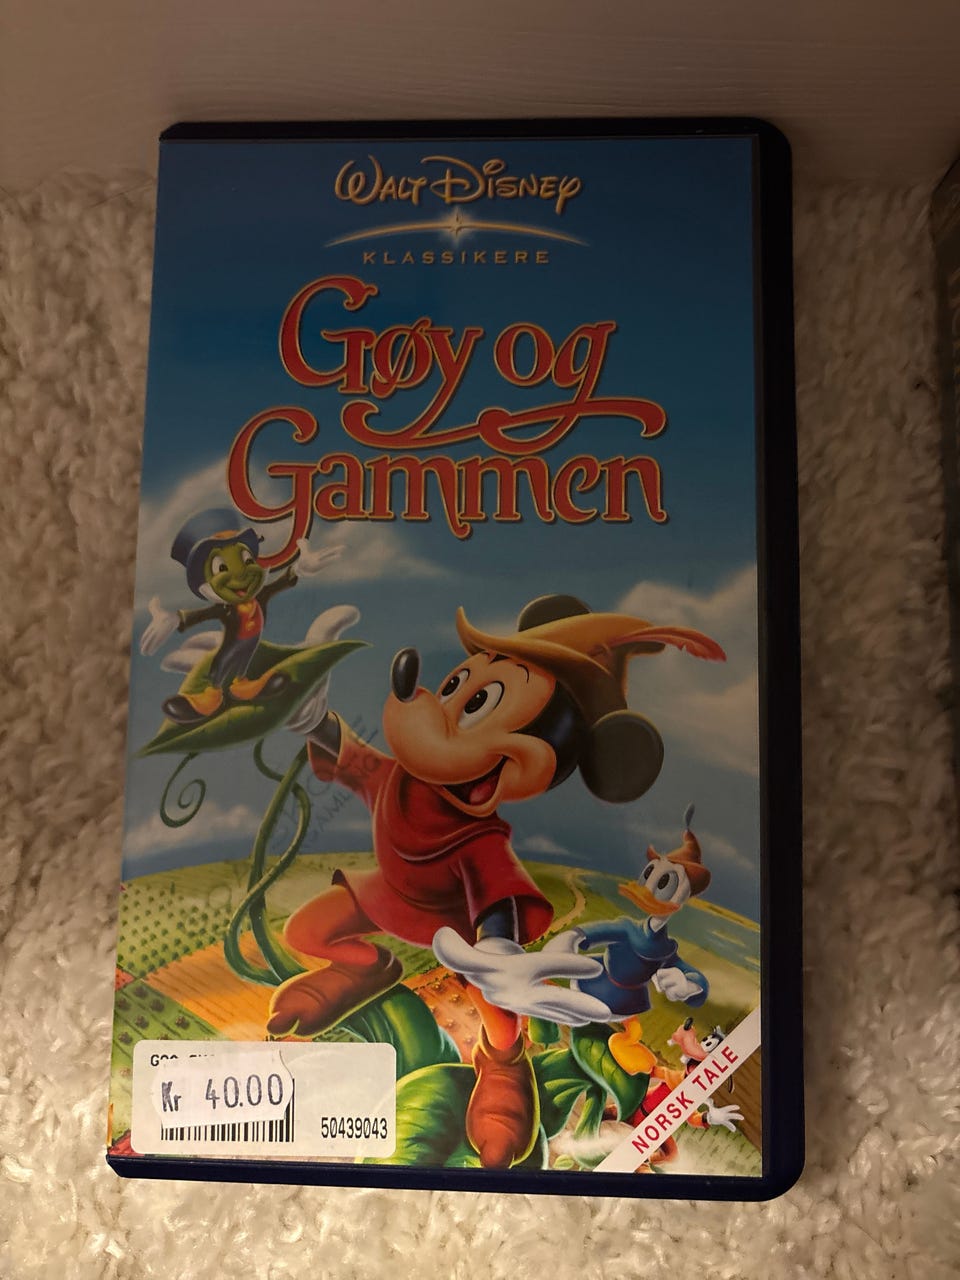 WALT DISNEY
KLASSIKERE
Gøy og
Gammen
Kr 40.00
50439043
NORSK TALE